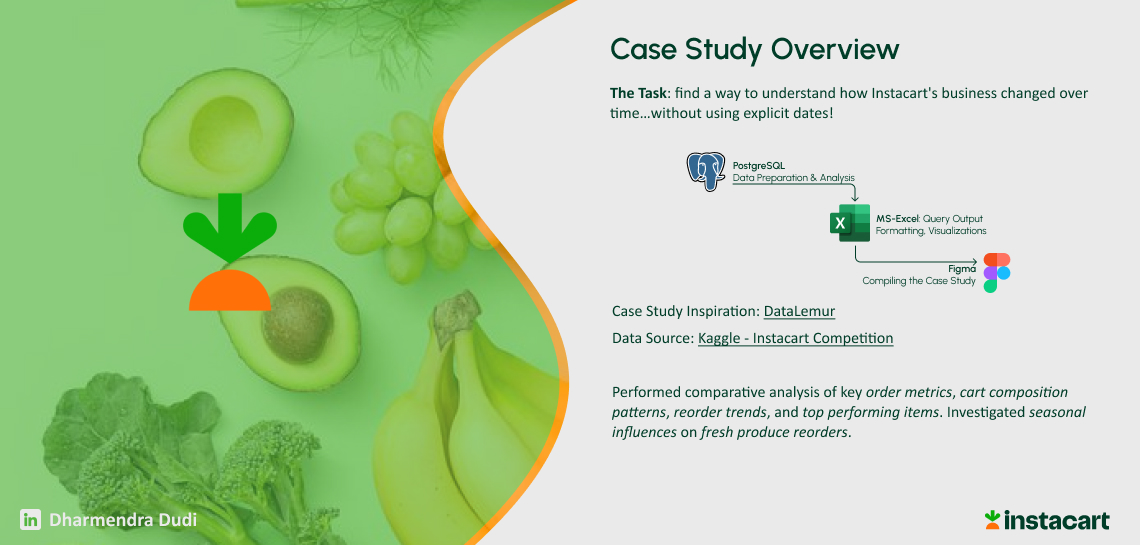 Case Study Overview
The Task: find a way to understand how Instacart's business changed over
time...without using explicit dates!
PostgreSQL
Data Preparation & Analysis
X
MS-Excel: Query Output
Formatting, Visualizations
Figma
Compiling the Case Study
Case Study Inspiration: DataLemur
Data Source: Kaggle - Instacart Competition
Performed comparative analysis of key order metrics, cart composition
patterns, reorder trends, and top performing items. Investigated seasonal
influences on fresh produce reorders.
in Dharmendra Dudi
instacart